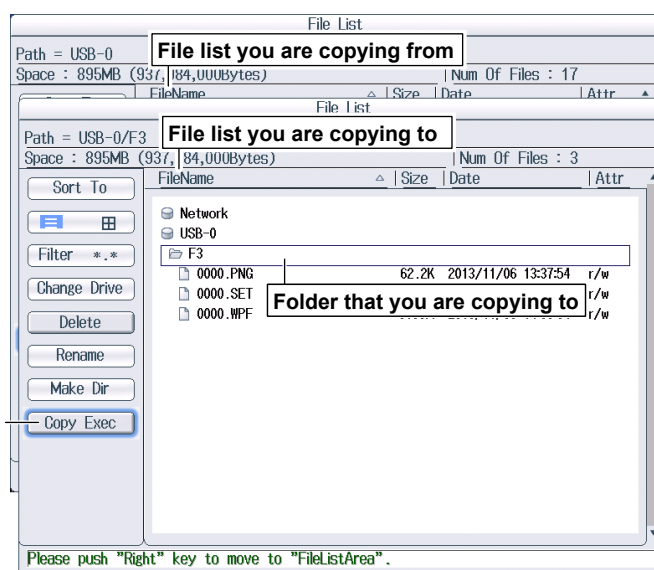 File List
Path = USB-0
File list you are copying from
Space : 895MB (937, 84,000Bytes) Num Of Files : 17
FileName Size Date Attr
File List
Path = USB-0/F3
File list you are copying to
Space : 895MB (937, 84,000Bytes) Num Of Files : 3
Sort To
FileName Size Date Attr
Network
USB-0
Filter *.*
F3
0000.PNG 62.2K 2013/11/06 13:37:54 r/w
Change Drive
0000.SET r/w
Folder that you are copying to
Delete
0000.WPF r/w
Rename
Make Dir
Copy Exec
Please push "Right" key to move to "FileListArea".